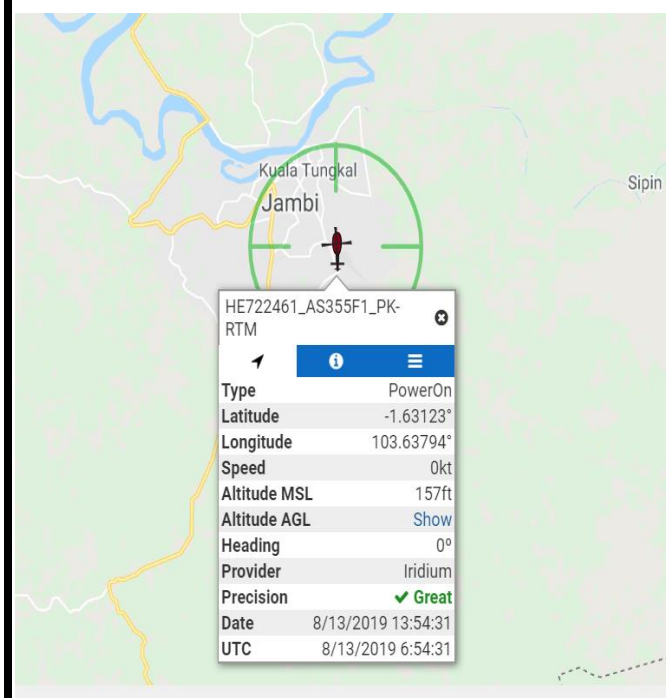 Kuala Tungkal
Jambi
Sipin
HE722461_AS355F1_PK-
RTM
Type PowerOn
Latitude -1.63123°
Longitude 103.63794°
Speed 0kt
Altitude MSL 157ft
Altitude AGL Show
Heading 0º
Provider Iridium
Precision ✔ Great
Date 8/13/2019 13:54:31
UTC 8/13/2019 6:54:31